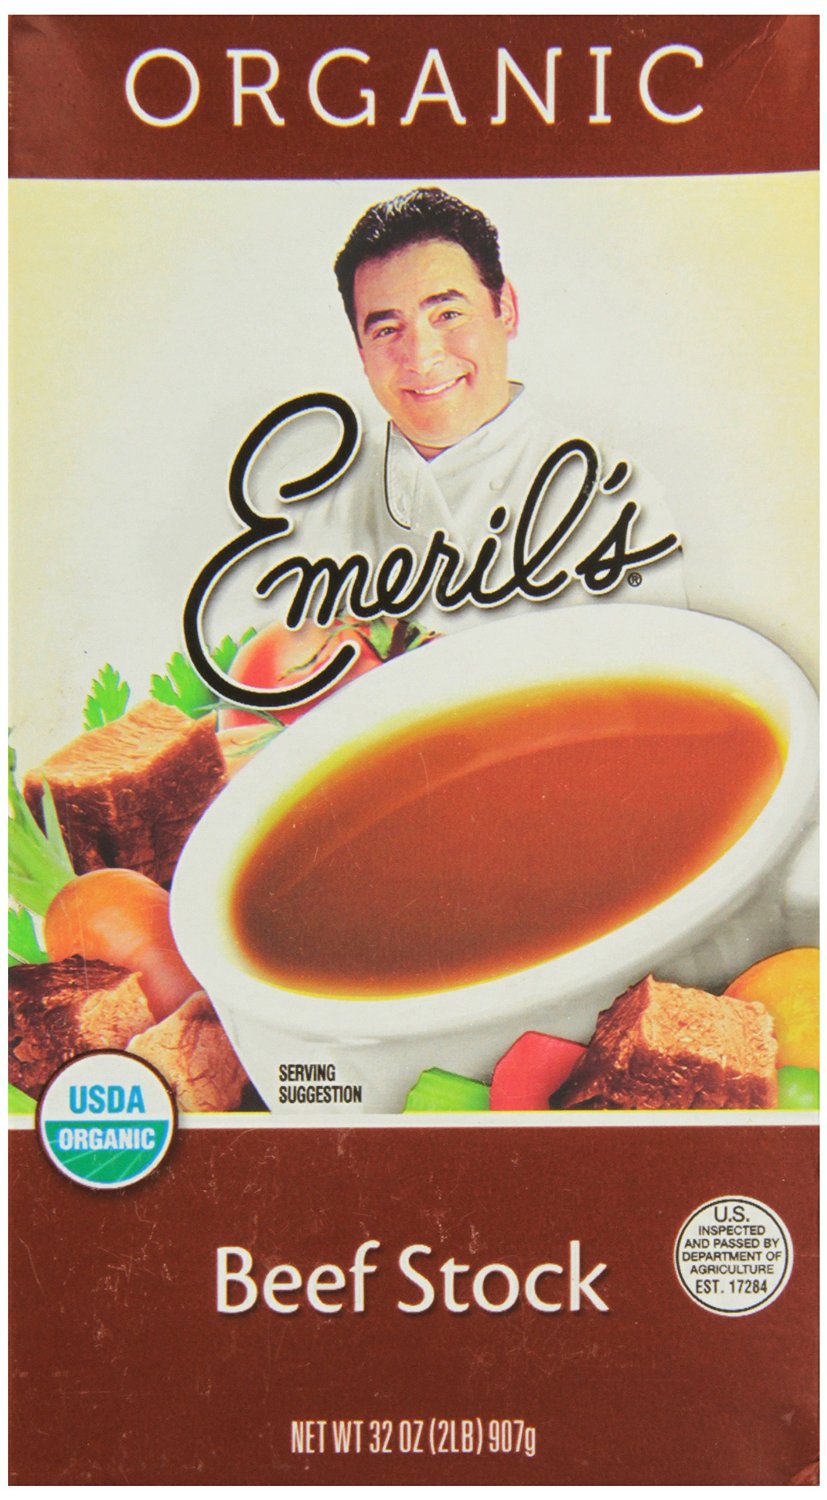 ORGANIC
Emeril's®
SERVING
SUGGESTION
USDA
ORGANIC
Beef Stock
U.S.
INSPECTED
AND PASSED BY
DEPARTMENT OF
AGRICULTURE
EST. 17284
NET WT 32 OZ (2LB) 907g